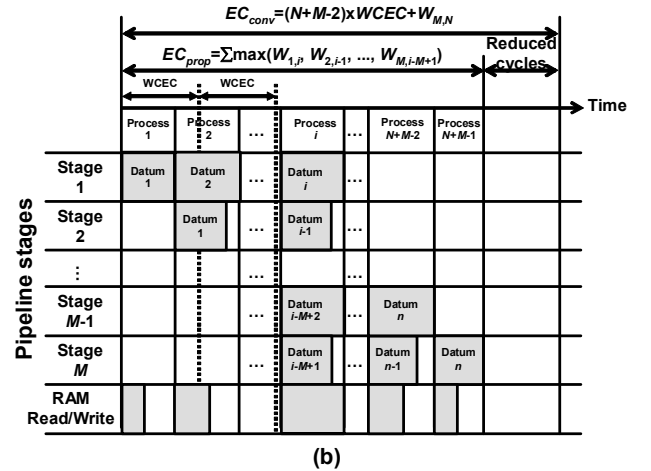 EC_conv=(N+M-2)xWCEC+W_M,N
EC_prop=∑max(W_1,i, W_2,i-1, ..., W_M,i-M+1)
Reduced
cycles
WCEC WCEC
Time
Process Process Process Process Process
1 2 ... i ... N+M-2 N+M-1
Stage
1
Datum
1
Datum
2
...
Datum
i
...
Stage
2
Datum
1
...
Datum
i-1
...
⋮
... ...
Stage
M-1
...
Datum
i-M+2
...
Datum
n
Stage
M
...
Datum
i-M+1
...
Datum
n-1
Datum
n
RAM
Read/Write
... ...
Pipeline stages
(b)